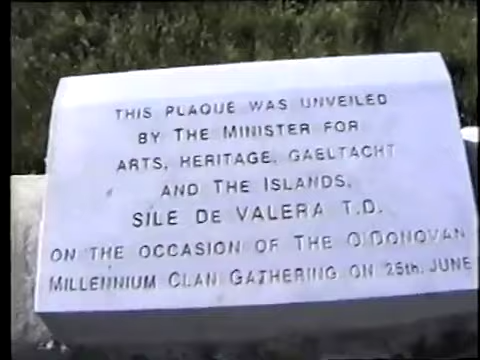 THIS PLAQUE WAS UNVEILED
BY THE MINISTER FOR
ARTS, HERITAGE, GAELTACHT
AND THE ISLANDS,
SILE DE VALERA T.D.
ON THE OCCASION OF THE O'DONOVAN
MILLENNIUM CLAN GATHERING ON 25th. JUNE